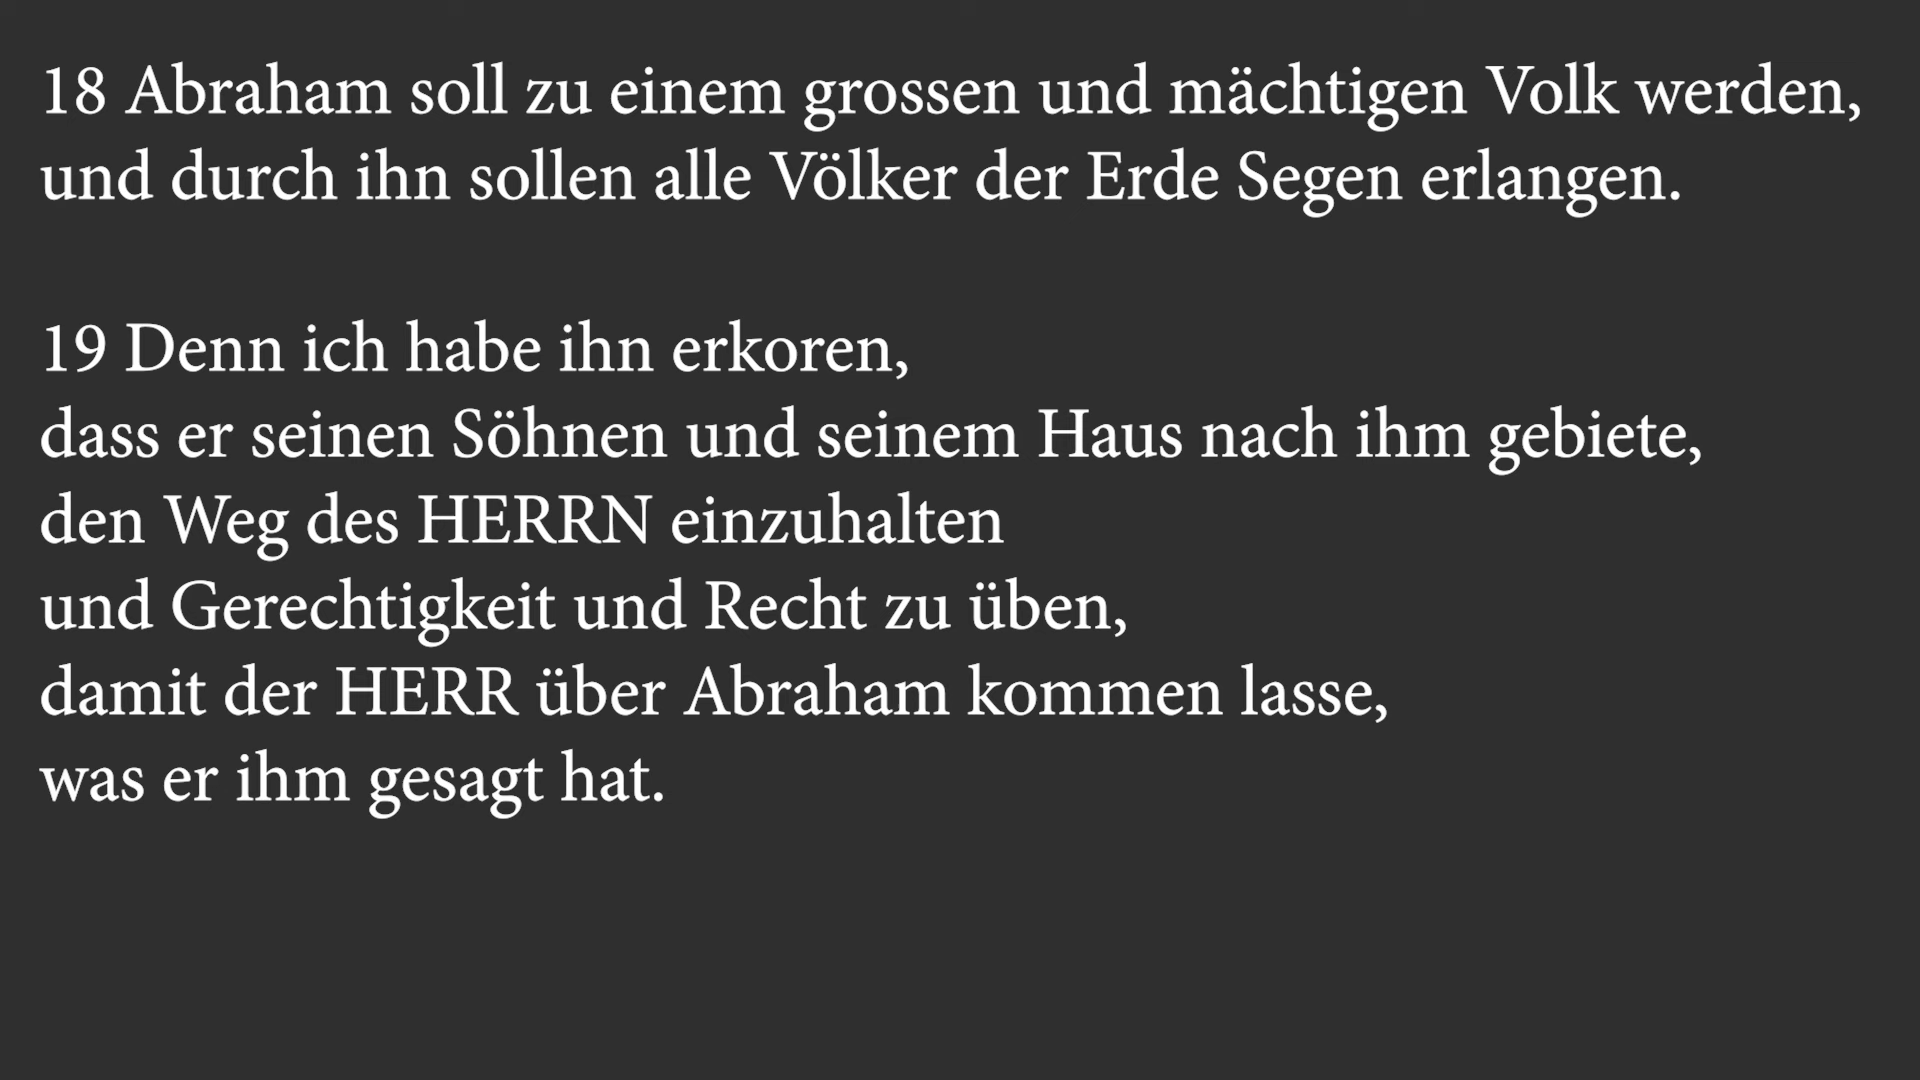 18 Abraham soll zu einem grossen und mächtigen Volk werden,
und durch ihn sollen alle Völker der Erde Segen erlangen.
19 Denn ich habe ihn erkoren,
dass er seinen Söhnen und seinem Haus nach ihm gebiete,
den Weg des HERRN einzuhalten
und Gerechtigkeit und Recht zu üben,
damit der HERR über Abraham kommen lasse,
was er ihm gesagt hat.